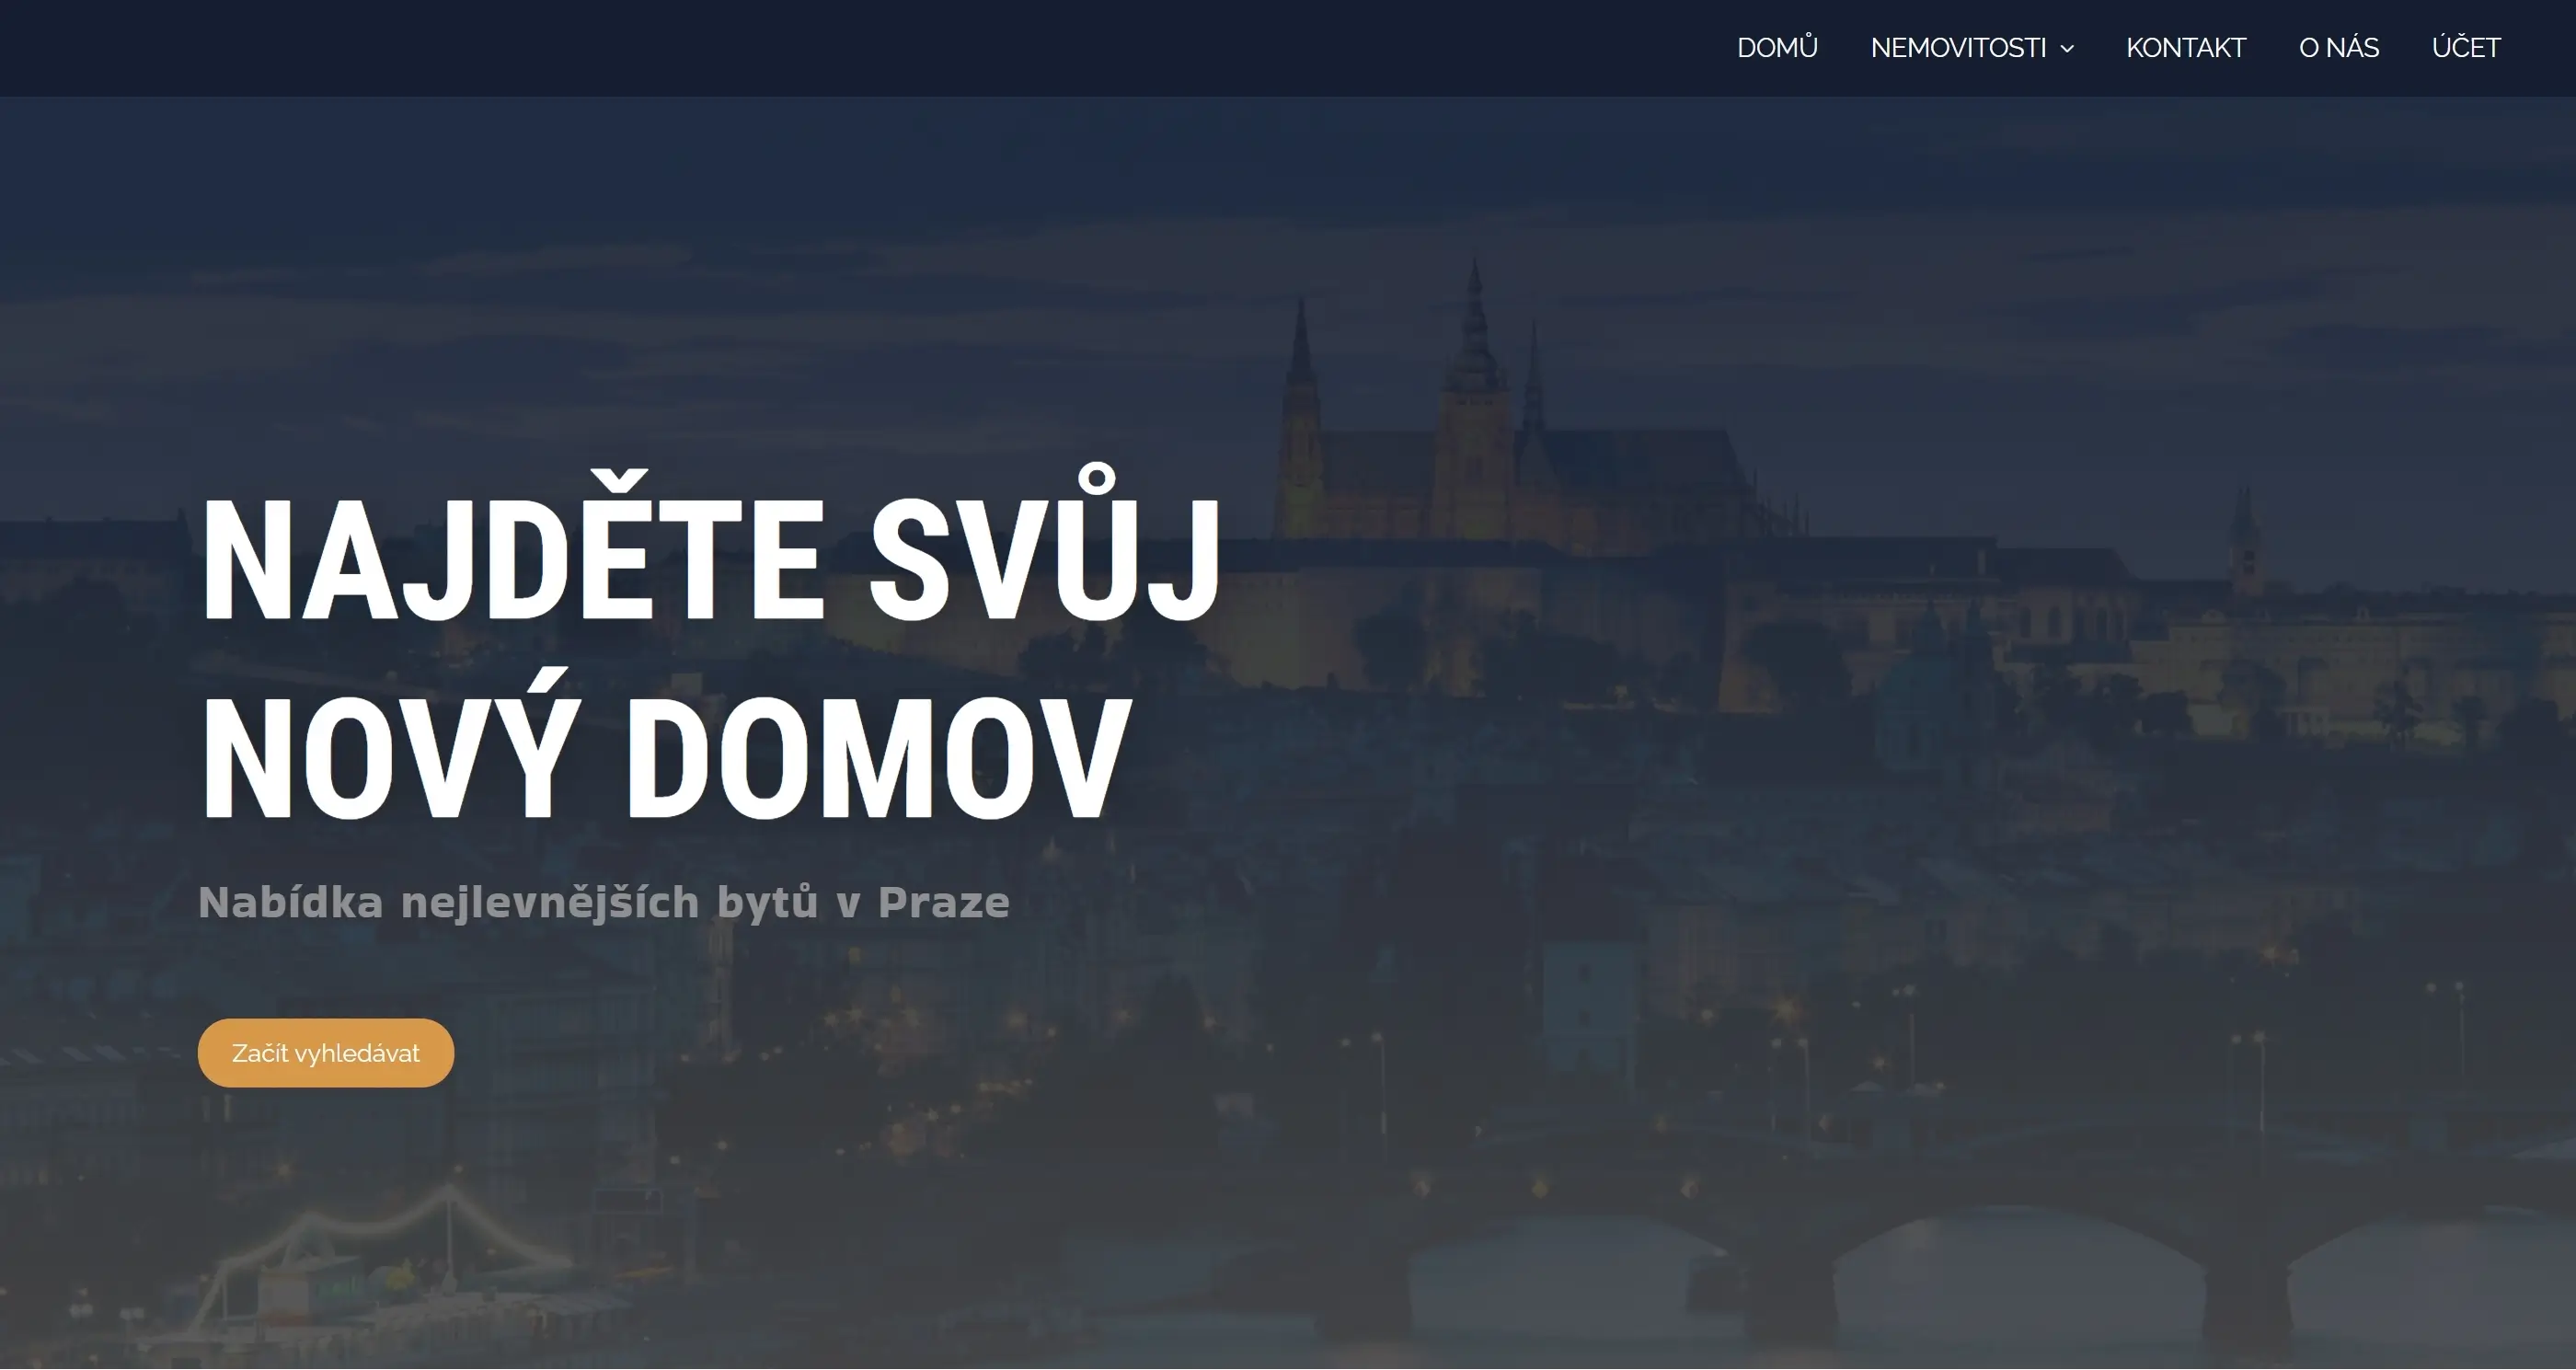 DOMŮ NEMOVITOSTI KONTAKT O NÁS ÚČET
NAJDĚTE SVŮJ
NOVÝ DOMOV
Nabídka nejlevnějších bytů v Praze
Začít vyhledávat